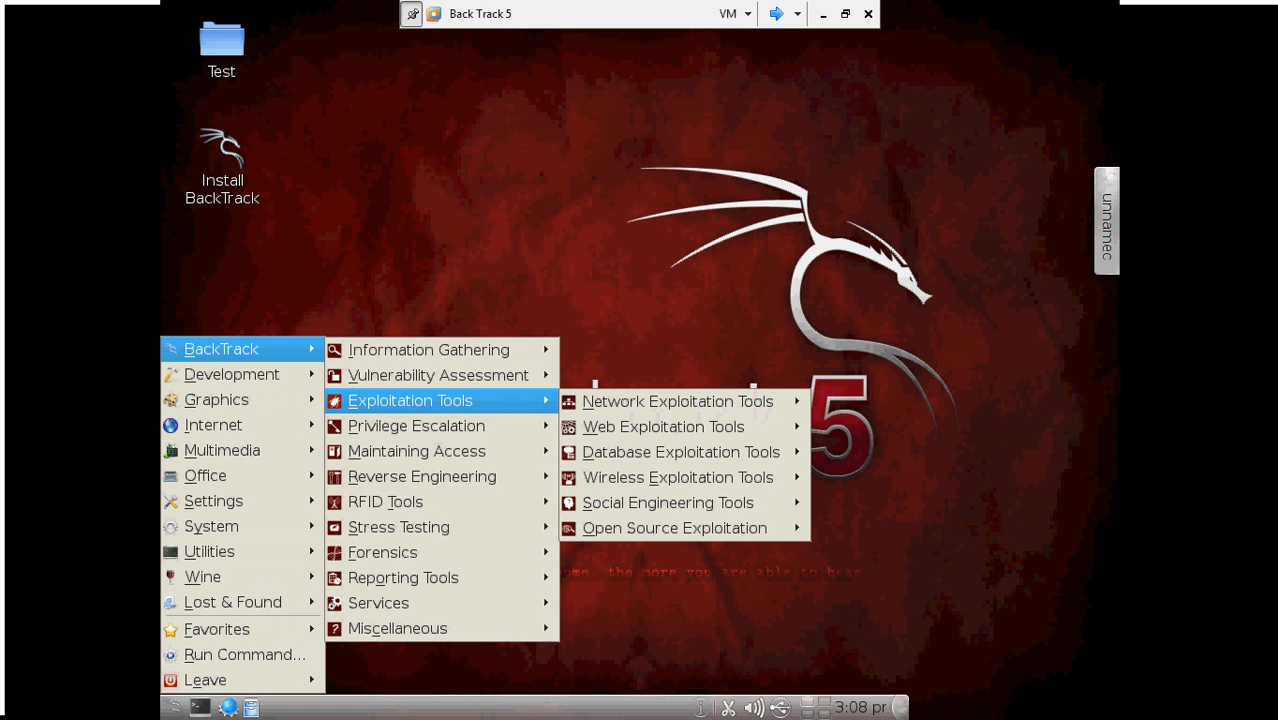 Back Track 5
VM
Test
Install
BackTrack
unnamec
BackTrack
Development
Graphics
Internet
Multimedia
Office
Settings
System
Utilities
Wine
Lost & Found
Favorites
Run Command...
Leave
Information Gathering
Vulnerability Assessment
Exploitation Tools
Privilege Escalation
Maintaining Access
Reverse Engineering
RFID Tools
Stress Testing
Forensics
Reporting Tools
Services
Miscellaneous
Network Exploitation Tools
Web Exploitation Tools
Database Exploitation Tools
Wireless Exploitation Tools
Social Engineering Tools
Open Source Exploitation
5
the more you are able to hear
3:08 pr